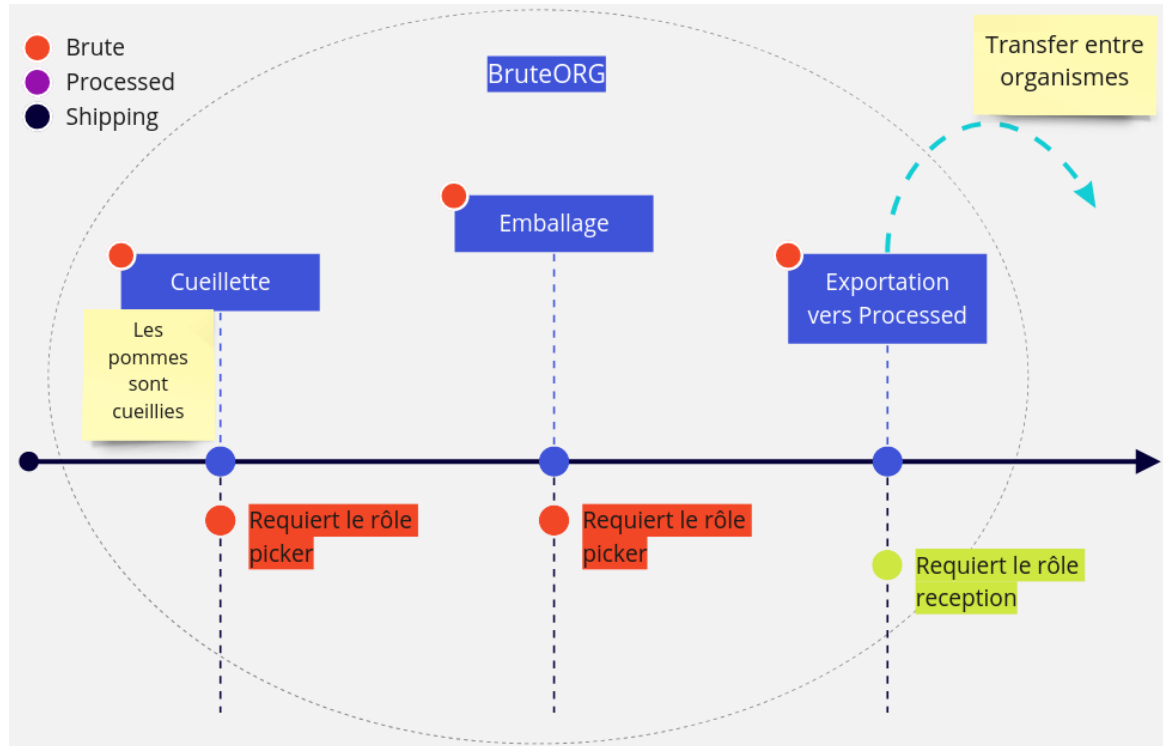 Brute
Processed
Shipping
BruteORG
Transfer entre
organismes
Emballage
Cueillette
Exportation
vers Processed
Les
pommes
sont
cueillies
Requiert le rôle
picker
Requiert le rôle
picker
Requiert le rôle
reception